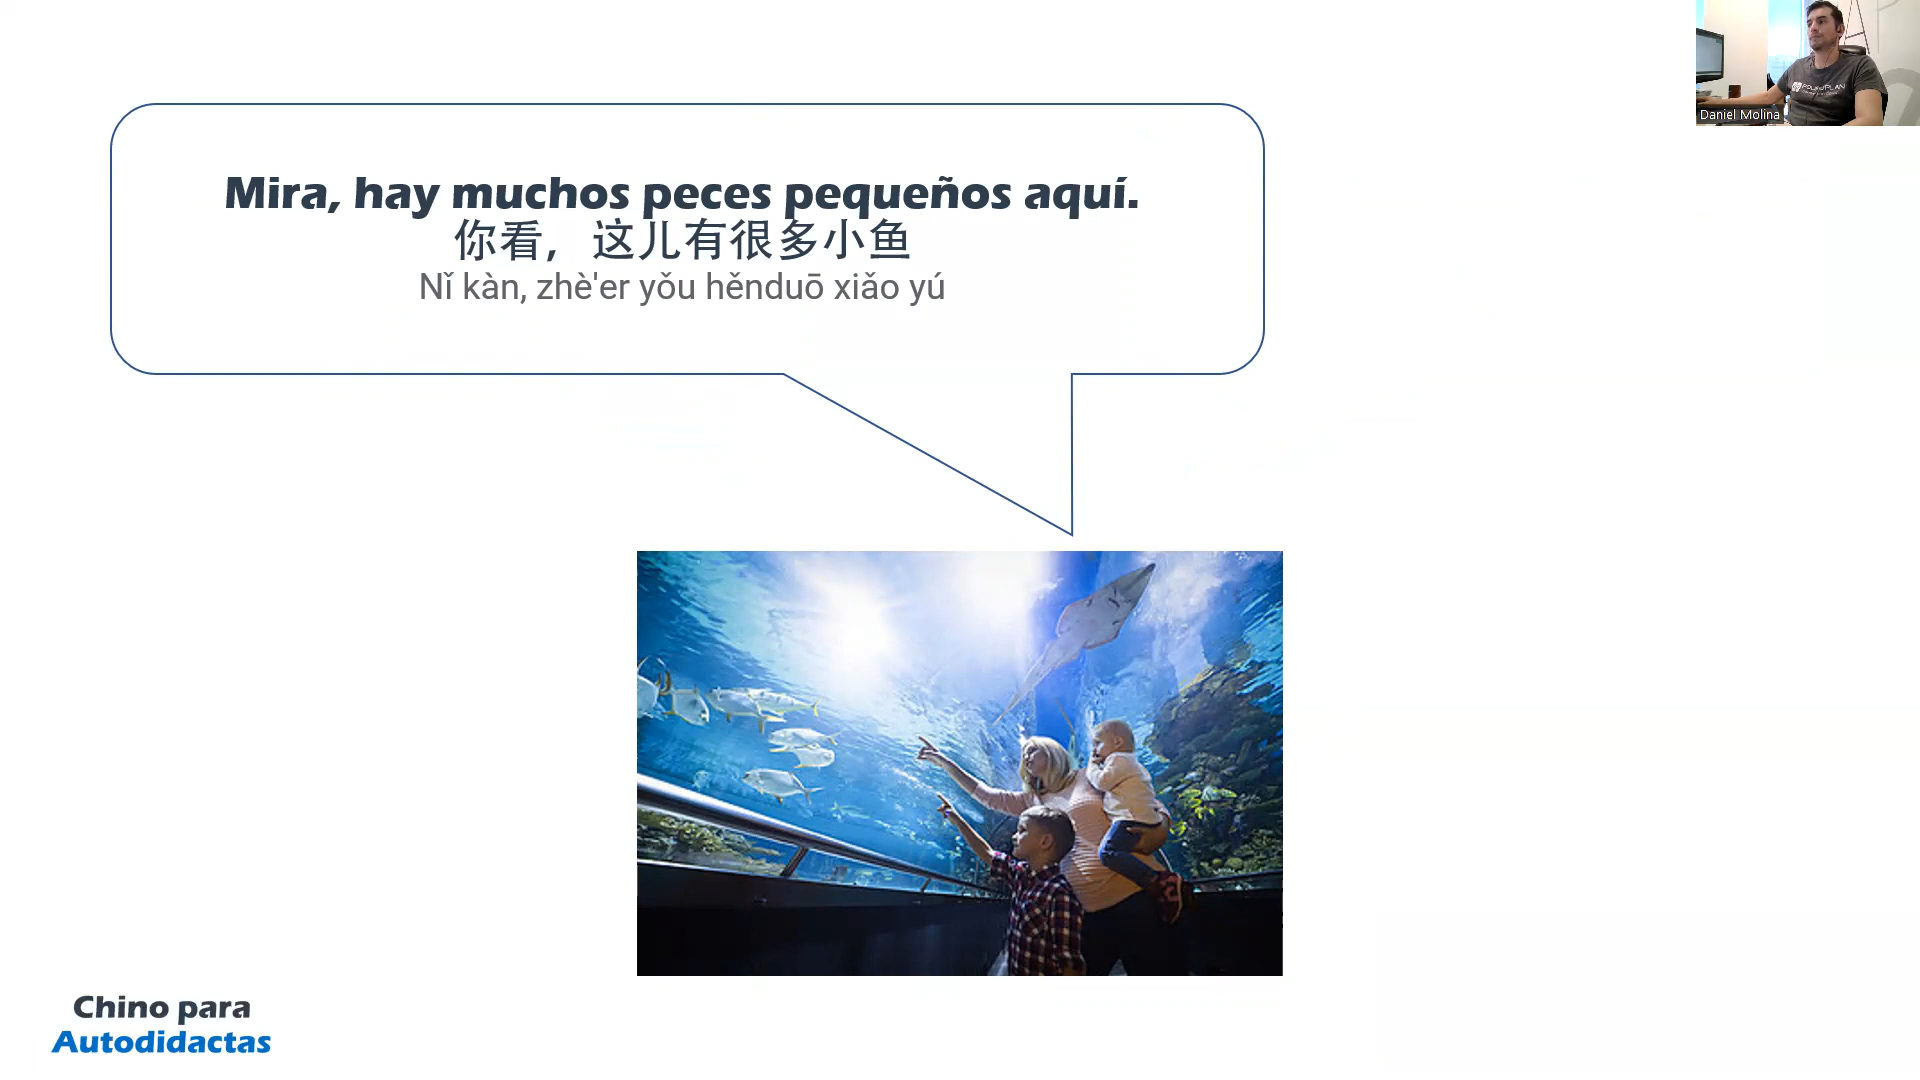 Mira, hay muchos peces pequeños aquí.
你看，这儿有很多小鱼
Nǐ kàn, zhè'er yǒu hěnduō xiǎo yú
Daniel Molina
Chino para
Autodidactas